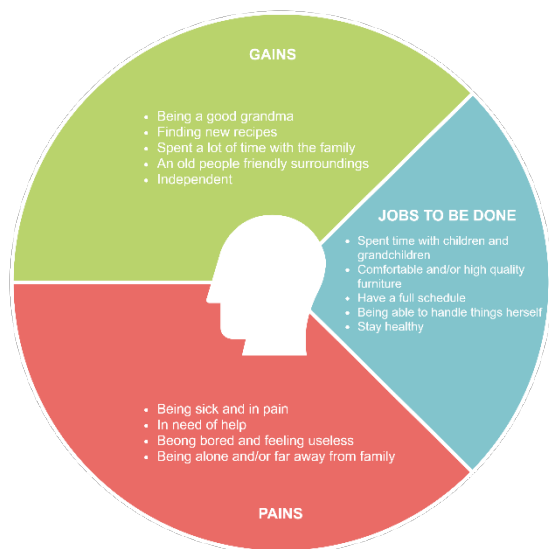 GAINS
• Being a good grandma
• Finding new recipes
• Spent a lot of time with the family
• An old people friendly surroundings
• Independent
JOBS TO BE DONE
• Spent time with children and
grandchildren
• Comfortable and/or high quality
furniture
• Have a full schedule
• Being able to handle things herself
• Stay healthy
• Being sick and in pain
• In need of help
• Beong bored and feeling useless
• Being alone and/or far away from family
PAINS